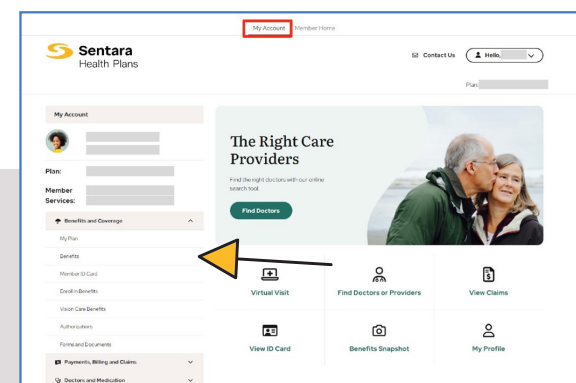 My Account Member Home
Sentara
Health Plans
Contact Us
Hello,
Plan:
My Account
Plan:
Member
Services:
Benefits and Coverage
My Plan
Benefits
Member ID Card
Enroll in Benefits
Vision Care Benefits
Authorizations
Forms and Documents
Payments, Billing and Claims
Doctors and Medication
The Right Care
Providers
Find the right doctors with our online
search tool
Find Doctors
Virtual Visit
Find Doctors or Providers
View Claims
View ID Card
Benefits Snapshot
My Profile